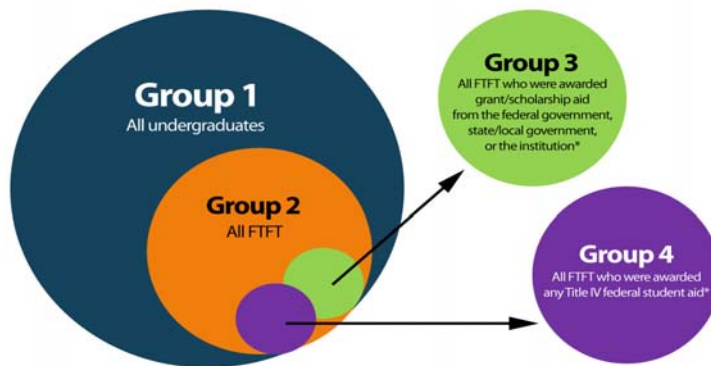 Group 1
All undergraduates
Group 2
All FTFT
Group 3
All FTFT who were awarded
grant/scholarship aid
from the federal government,
state/local government,
or the institution*
Group 4
All FTFT who were awarded
any Title IV federal student aid*